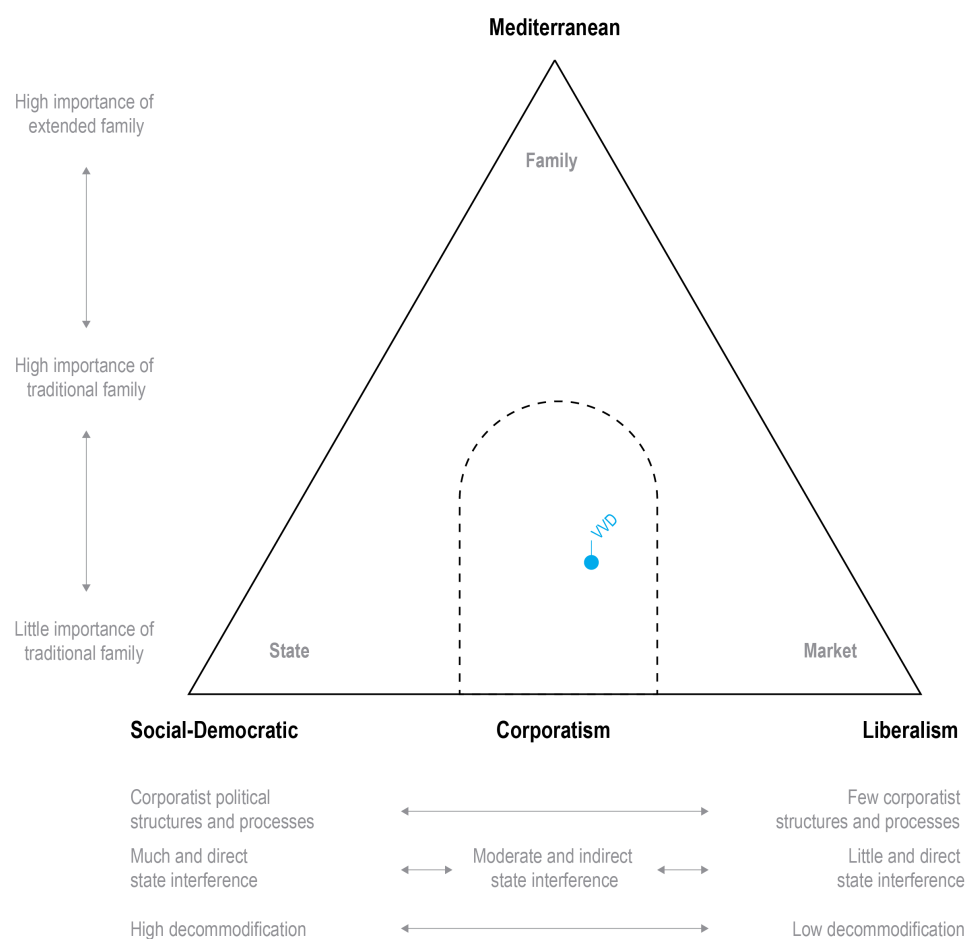 Mediterranean
High importance of
extended family
Family
High importance of
traditional family
VVD
Little importance of
traditional family
State
Market
Social-Democratic
Corporatism
Liberalism
Corporatist political
structures and processes
Few corporatist
structures and processes
Much and direct
state interference
Moderate and indirect
state interference
Little and direct
state interference
High decommodification
Low decommodification